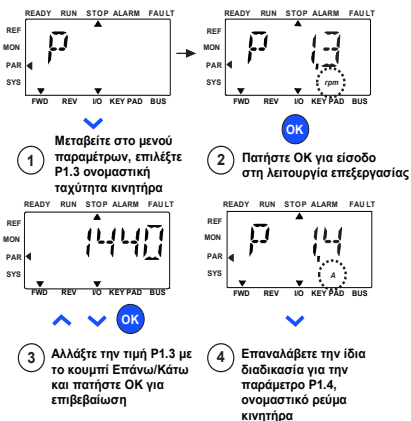 READY RUN STOP ALARM FAULT
REF
MON
PAR
SYS
P
FWD REV I/O KEYPAD BUS
1 Μεταβείτε στο μενού
παραμέτρων, επιλέξτε
P1.3 ονομαστική
ταχύτητα κινητήρα
READY RUN STOP ALARM FAULT
REF
MON
PAR
SYS
P 1.3
rpm
FWD REV I/O KEYPAD BUS
OK
2 Πατήστε OK για είσοδο
στη λειτουργία επεξεργασίας
READY RUN STOP ALARM FAULT
REF
MON
PAR
SYS
1440
FWD REV I/O KEYPAD BUS
OK
3 Αλλάξτε την τιμή P1.3 με
το κουμπί Επάνω/Κάτω
και πατήστε OK για
επιβεβαίωση
READY RUN STOP ALARM FAULT
REF
MON
PAR
SYS
P 1.4
A
FWD REV I/O KEYPAD BUS
4 Επαναλάβετε την ίδια
διαδικασία για την
παράμετρο P1.4,
ονομαστικό ρεύμα
κινητήρα